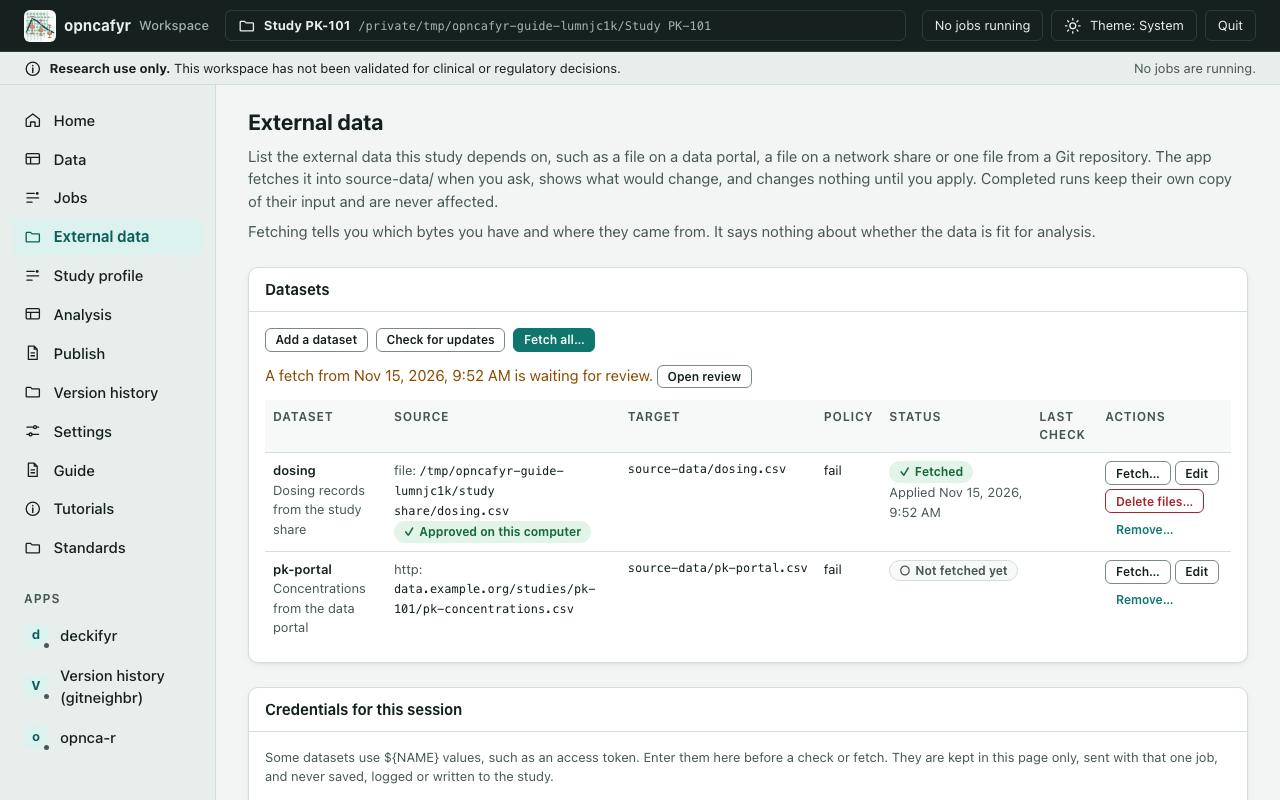 opncafyr Workspace Study PK-101 /private/tmp/opncafyr-guide-lumnjc1k/Study PK-101 No jobs running Theme: System Quit
Research use only. This workspace has not been validated for clinical or regulatory decisions. No jobs are running.
Home
Data
Jobs
External data
Study profile
Analysis
Publish
Version history
Settings
Guide
Tutorials
Standards
APPS
d deckifyr
V Version history
(gitneighbr)
o opnca-r
External data
List the external data this study depends on, such as a file on a data portal, a file on a network share or one file from a Git repository. The app
fetches it into source-data/ when you ask, shows what would change, and changes nothing until you apply. Completed runs keep their own copy
of their input and are never affected.
Fetching tells you which bytes you have and where they came from. It says nothing about whether the data is fit for analysis.
Datasets
Add a dataset Check for updates Fetch all...
A fetch from Nov 15, 2026, 9:52 AM is waiting for review. Open review
DATASET SOURCE TARGET POLICY STATUS LAST CHECK ACTIONS
dosing
Dosing records
from the study
share
file: /tmp/opncafyr-guide-
lumnjc1k/study
share/dosing.csv
Approved on this computer
source-data/dosing.csv
fail
Fetched
Applied Nov 15, 2026,
9:52 AM
Fetch... Edit
Delete files...
Remove...
pk-portal
Concentrations
from the data
portal
http:
data.example.org/studies/pk-
101/pk-concentrations.csv
source-data/pk-portal.csv
fail
Not fetched yet
Fetch... Edit
Remove...
Credentials for this session
Some datasets use ${NAME} values, such as an access token. Enter them here before a check or fetch. They are kept in this page only, sent with that one job,
and never saved, logged or written to the study.